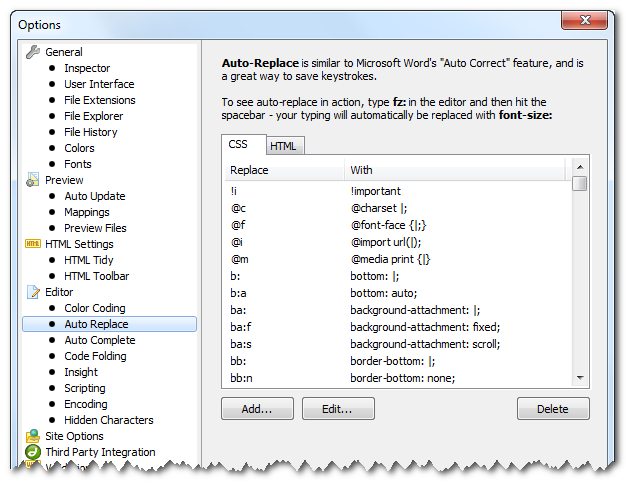 Options
General
Inspector
User Interface
File Extensions
File Explorer
File History
Colors
Fonts
Preview
Auto Update
Mappings
Preview Files
HTML
HTML Settings
HTML Tidy
HTML Toolbar
Editor
Color Coding
Auto Replace
Auto Complete
Code Folding
Insight
Scripting
Encoding
Hidden Characters
Site Options
Third Party Integration
Auto-Replace is similar to Microsoft Word's "Auto Correct" feature, and is
a great way to save keystrokes.
To see auto-replace in action, type fz: in the editor and then hit the
spacebar - your typing will automatically be replaced with font-size:
CSS HTML
Replace With
!i !important
@c @charset |;
@f @font-face {|;}
@i @import url(|);
@m @media print {|}
b: bottom: |;
b:a bottom: auto;
ba: background-attachment: |;
ba:f background-attachment: fixed;
ba:s background-attachment: scroll;
bb: border-bottom: |;
bb:n border-bottom: none;
Add... Edit... Delete